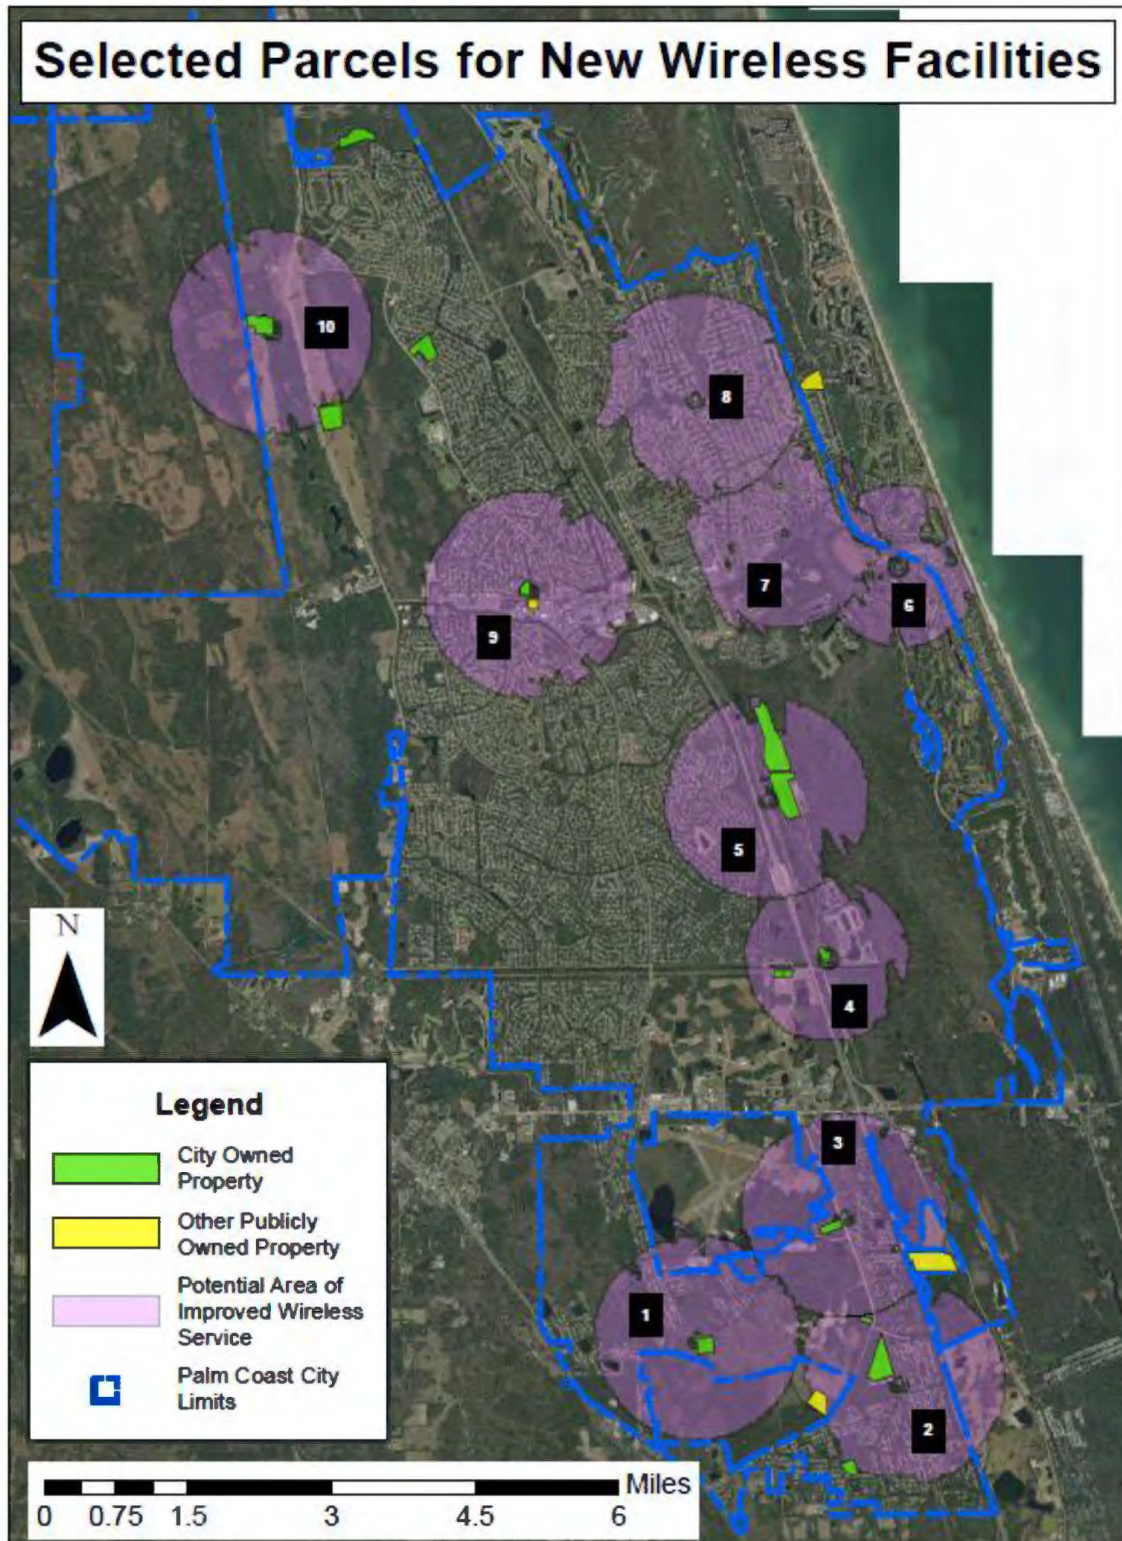 Selected Parcels for New Wireless Facilities
10
8
7
6
9
5
4
N
3
1
2
Legend
City Owned
Property
Other Publicly
Owned Property
Potential Area of
Improved Wireless
Service
Palm Coast City
Limits
Miles
0 0.75 1.5 3 4.5 6